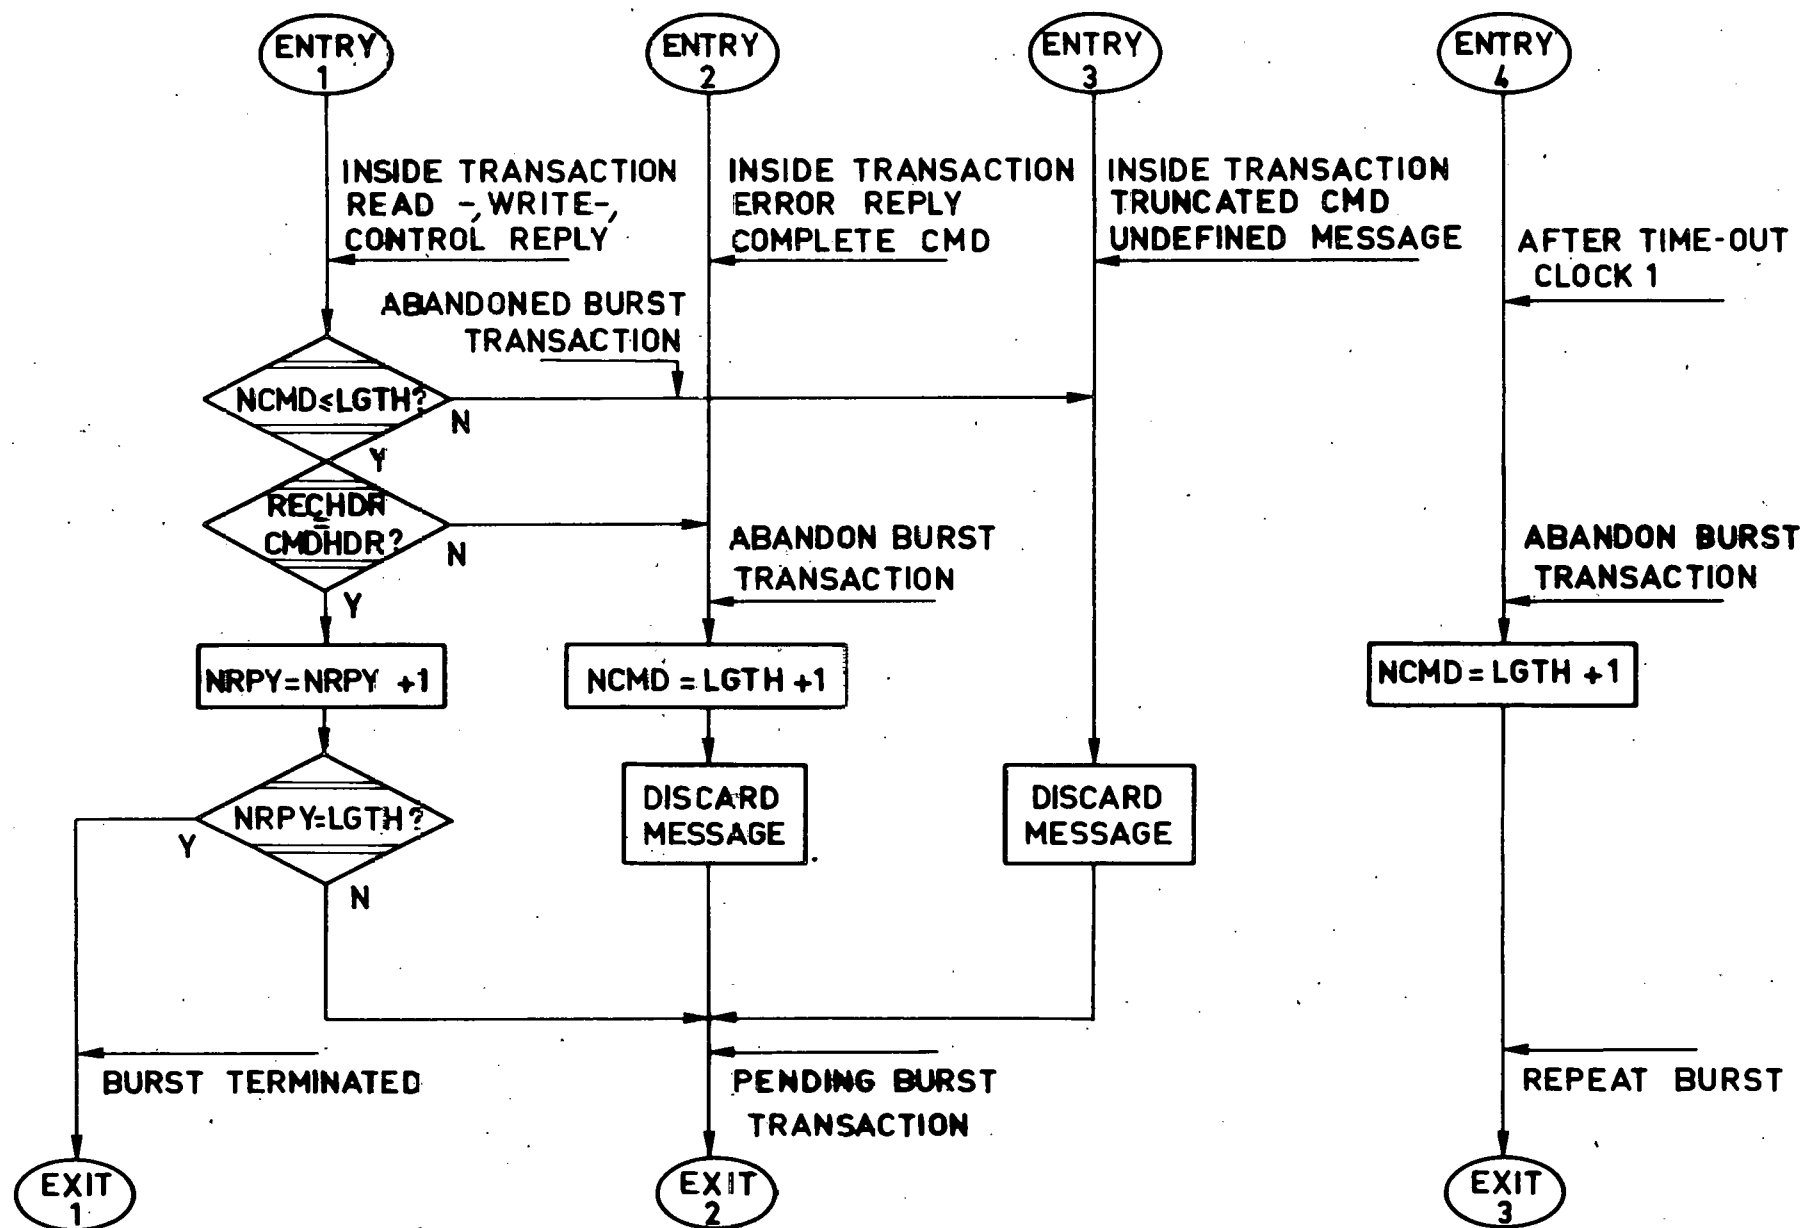 ENTRY
1
ENTRY
2
ENTRY
3
ENTRY
4
INSIDE TRANSACTION
READ -, WRITE-,
CONTROL REPLY
INSIDE TRANSACTION
ERROR REPLY
COMPLETE CMD
INSIDE TRANSACTION
TRUNCATED CMD
UNDEFINED MESSAGE
AFTER TIME-OUT
CLOCK 1
ABANDONED BURST
TRANSACTION
NCMD≤LGTH?
N
Y
RECHDR
=
CMDHDR?
N
Y
ABANDON BURST
TRANSACTION
ABANDON BURST
TRANSACTION
NRPY=NRPY +1
NCMD=LGTH+1
NCMD=LGTH +1
NRPY=LGTH?
Y
N
DISCARD
MESSAGE
DISCARD
MESSAGE
BURST TERMINATED
PENDING BURST
TRANSACTION
REPEAT BURST
EXIT
1
EXIT
2
EXIT
3